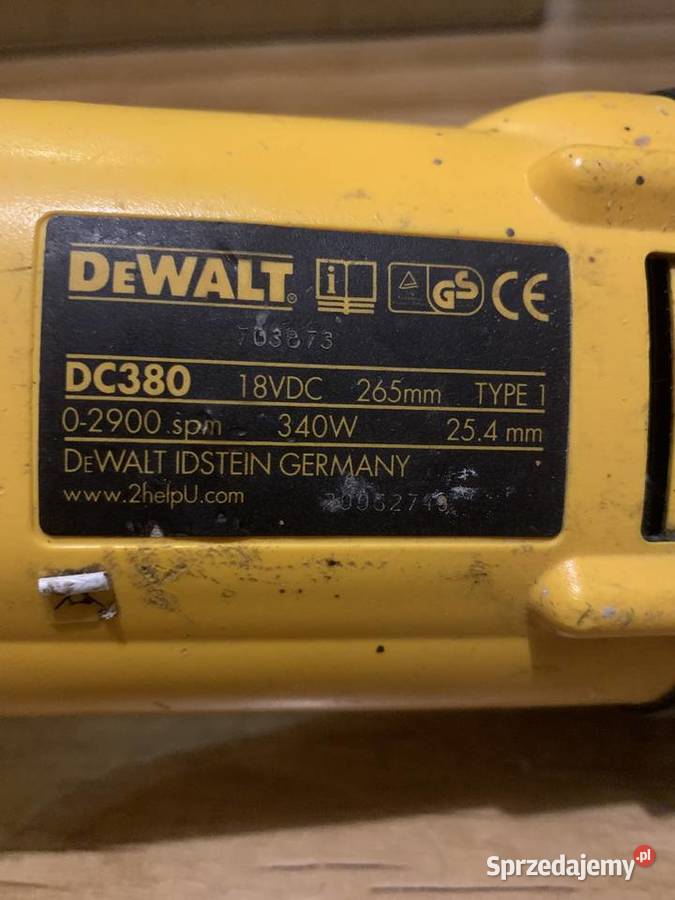 DEWALT®
i GS CE
703873
DC380 18VDC 265mm TYPE 1
0-2900 spm 340W 25.4 mm
DEWALT IDSTEIN GERMANY
www.2helpU.com
Sprzedajemy.pl